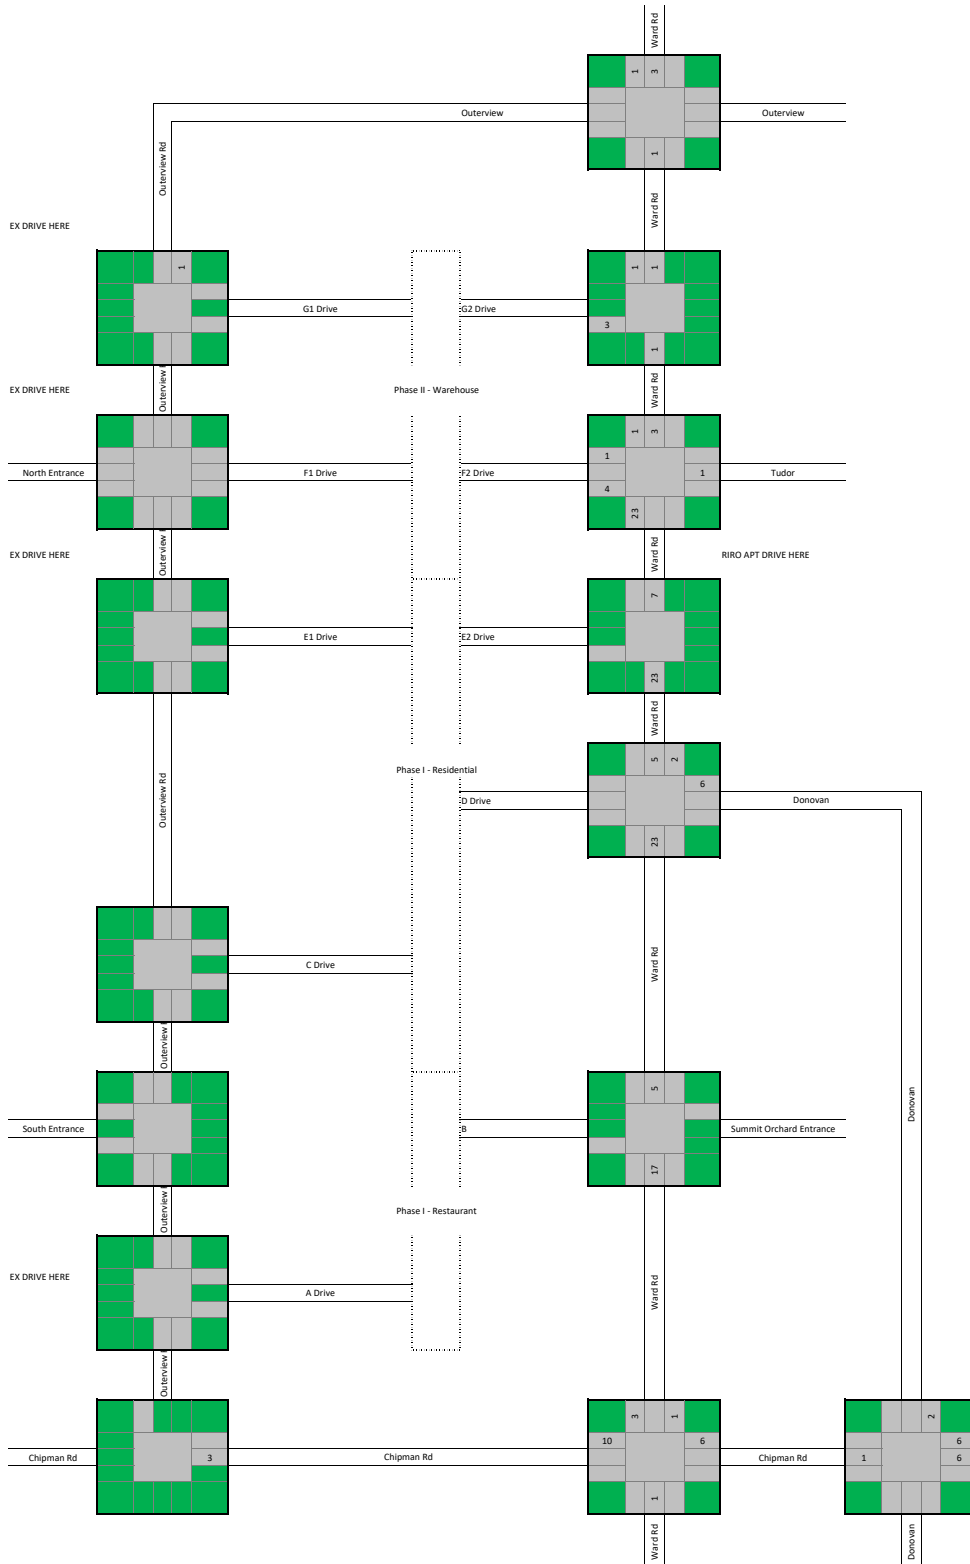 Ward Rd
1 3
Outerview
Outerview
1
Outerview Rd
Ward Rd
EX DRIVE HERE
1
1 1
G1 Drive
G2 Drive
3
1
Outerview R
Ward Rd
EX DRIVE HERE
Phase II - Warehouse
1 3
1
North Entrance
F1 Drive
F2 Drive
1
Tudor
4
23
Outerview R
Ward Rd
EX DRIVE HERE
RIRO APT DRIVE HERE
7
E1 Drive
E2 Drive
23
Ward Rd
Outerview Rd
Phase I - Residential
5 2
6
D Drive
Donovan
23
C Drive
Ward Rd
Outerview R
Donovan
5
South Entrance
B
Summit Orchard Entrance
17
Outerview R
Phase I - Restaurant
EX DRIVE HERE
A Drive
Ward Rd
Outerview R
3 1
2
10
6
6
Chipman Rd
3
Chipman Rd
Chipman Rd
1
6
1
Ward Rd
Donovan